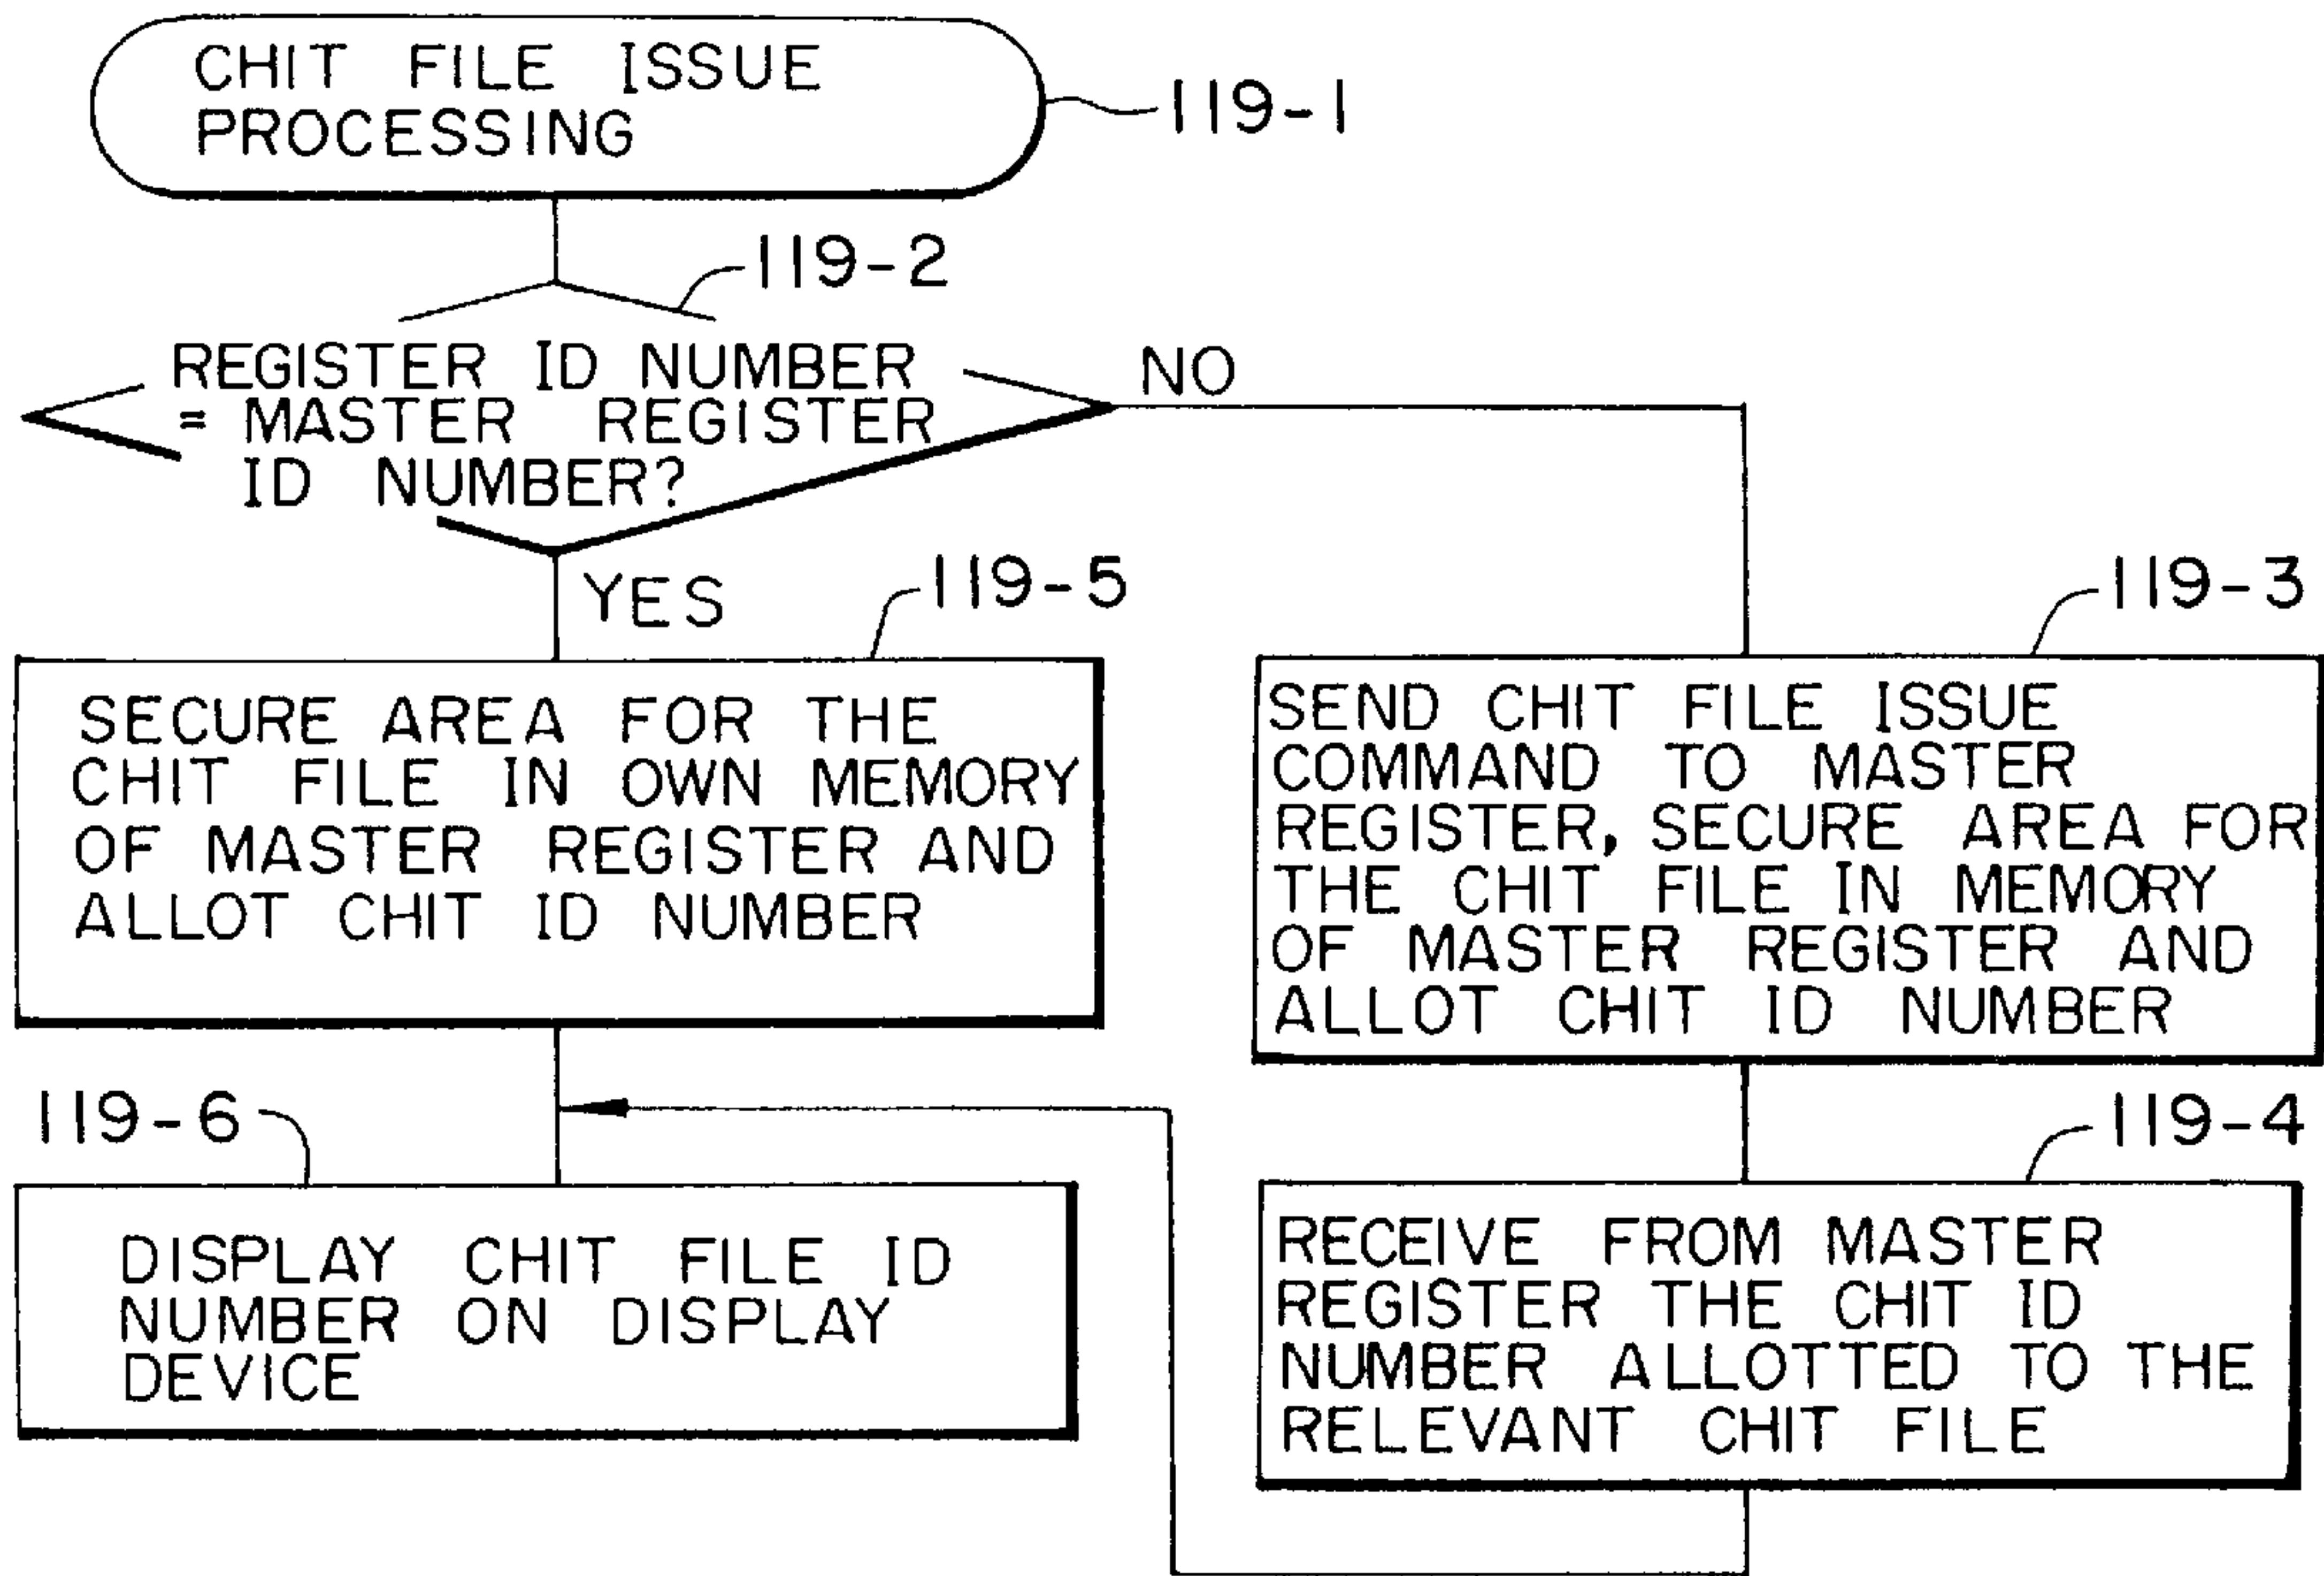 CHIT FILE ISSUE
PROCESSING
119-1
119-2
REGISTER ID NUMBER
= MASTER REGISTER
ID NUMBER?
NO
YES
119-5
SECURE AREA FOR THE
CHIT FILE IN OWN MEMORY
OF MASTER REGISTER AND
ALLOT CHIT ID NUMBER
119-3
SEND CHIT FILE ISSUE
COMMAND TO MASTER
REGISTER, SECURE AREA FOR
THE CHIT FILE IN MEMORY
OF MASTER REGISTER AND
ALLOT CHIT ID NUMBER
119-6
DISPLAY CHIT FILE ID
NUMBER ON DISPLAY
DEVICE
119-4
RECEIVE FROM MASTER
REGISTER THE CHIT ID
NUMBER ALLOTTED TO THE
RELEVANT CHIT FILE